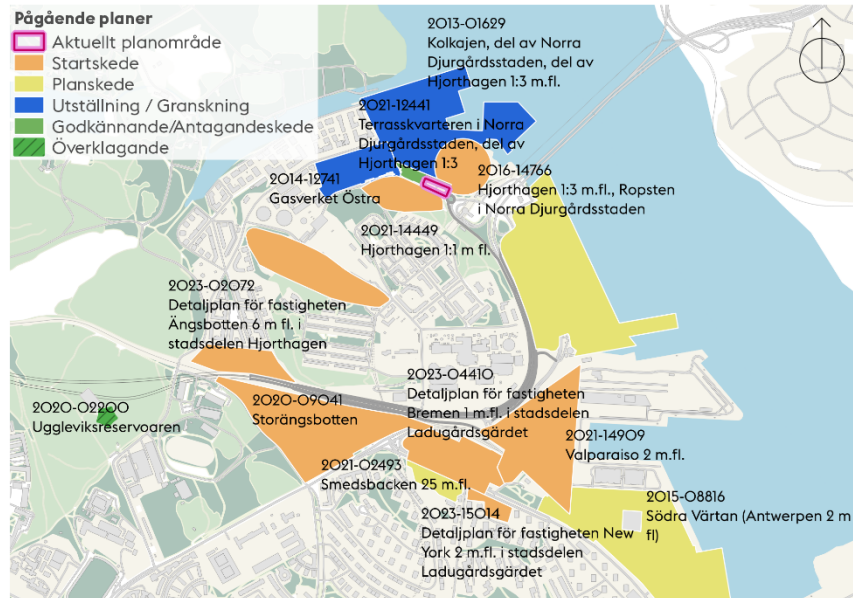 Pågående planer
Aktuellt planområde
Startskede
Planskede
Utställning / Granskning
Godkännande/Antagandeskede
Överklagande
2013-01629
Kolkajen, del av Norra
Djurgårdsstaden, del av
Hjorthagen 1:3 m.fl.
2021-12441
Terrasskvarteren i Norra
Djurgårdsstaden, del av
Hjorthagen 1:3
2014-12741
Gasverket Östra
2016-14766
Hjorthagen 1:3 m.fl., Ropsten
i Norra Djurgårdsstaden
2021-14449
Hjorthagen 1:1 m fl.
2023-02072
Detaljplan för fastigheten
Ängsbotten 6 m fl. i
stadsdelen Hjorthagen
2023-04410
Detaljplan för fastigheten
Bremen 1 m.fl. i stadsdelen
Ladugårdsgärdet
2020-02200
Uggleviksreservoaren
2020-09041
Storängsbotten
2021-14909
Valparaiso 2 m.fl.
2021-02493
Smedsbacken 25 m.fl.
2015-08816
Södra Värtan (Antwerpen 2 m
fl)
2023-15014
Detaljplan för fastigheten New
York 2 m.fl. i stadsdelen
Ladugårdsgärdet